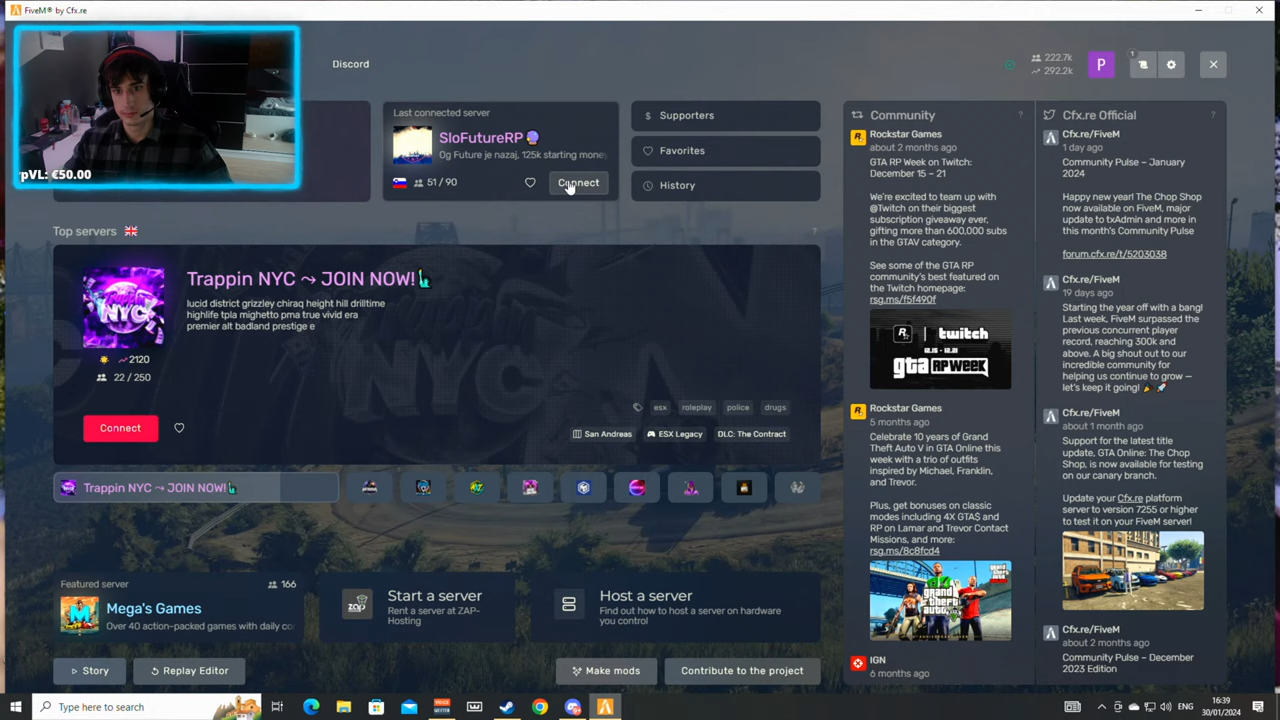 FiveM® by Cfx.re
pVL: €50.00
Discord
222.7k
292.2k
P
1
Last connected server
SloFutureRP
0g Future je nazaj, 125k starting mone
51 / 90
Connect
Supporters
Favorites
History
Top servers
?
Trappin NYC ⤳ JOIN NOW!
lucid district grizzley chiraq height hill drilltime
highlife tpla mighetto pma true vivid era
premier alt badland prestige e
2120
22 / 250
Connect
esx roleplay police drugs
San Andreas ESX Legacy DLC: The Contract
Trappin NYC ⤳ JOIN NOW!
Featured server 166
Mega's Games
Over 40 action-packed games with daily co
Start a server
Rent a server at ZAP-
Hosting
Host a server
Find out how to host a server on hardware
you control
Story
Replay Editor
Make mods
Contribute to the project
Community ?
Rockstar Games
about 2 months ago
GTA RP Week on Twitch:
December 15 – 21
We're excited to team up with
@Twitch on their biggest
subscription giveaway ever,
gifting more than 600,000 subs
in the GTAV category.
See some of the GTA RP
community's best featured on
the Twitch homepage:
rsg.ms/f5f490f
twitch
12.15 - 12.21
gta RP WEEK
Rockstar Games
5 months ago
Celebrate 10 years of Grand
Theft Auto V in GTA Online this
week with a trio of outfits
inspired by Michael, Franklin,
and Trevor.
Plus, get bonuses on classic
modes including 4X GTA$ and
RP on Lamar and Trevor Contact
Missions, and more:
rsg.ms/8c8fcd4
grand
theft
auto
IGN
6 months ago
Cfx.re Official ?
Cfx.re/FiveM
1 day ago
Community Pulse – January
2024
Happy new year! The Chop Shop
now available on FiveM, major
update to txAdmin and more in
this month's Community Pulse
forum.cfx.re/t/5203038
Cfx.re/FiveM
19 days ago
Starting the year off with a bang!
Last week, FiveM surpassed the
previous concurrent player
record, reaching 300k and
above. A big shout out to our
incredible community for
helping us continue to grow —
let's keep it going!
Cfx.re/FiveM
about 1 month ago
Support for the latest title
update, GTA Online: The Chop
Shop, is now available for testing
on our canary branch.
Update your Cfx.re platform
server to version 7255 or higher
to test it on your FiveM server!
Cfx.re/FiveM
about 2 months ago
Community Pulse – December
2023 Edition
Type here to search
16:39
30/01/2024